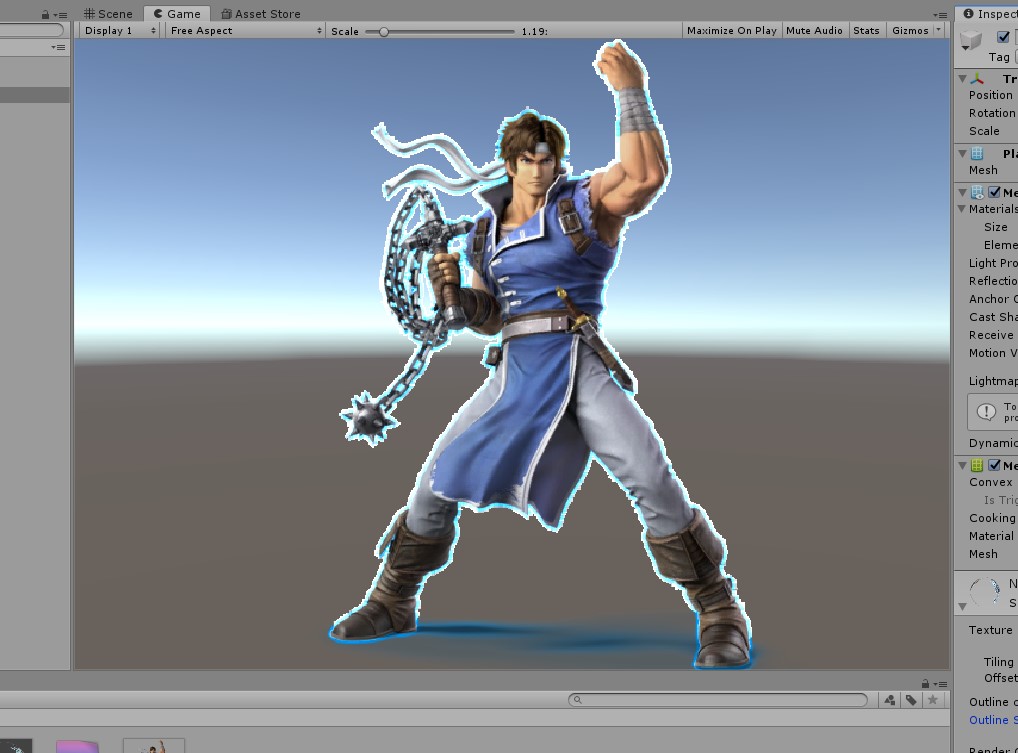 Scene Game Asset Store
Inspect
Display 1 Free Aspect Scale 1.19: Maximize On Play Mute Audio Stats Gizmos
Tag
Tr
Position
Rotation
Scale
Pla
Mesh
Me
Materials
Size
Eleme
Light Pro
Reflectio
Anchor O
Cast Sha
Receive
Motion V
Lightmap
To
pro
Dynamic
Me
Convex
Is Trig
Cooking
Material
Mesh
N
S
Texture
Tiling
Offset
Outline c
Outline S